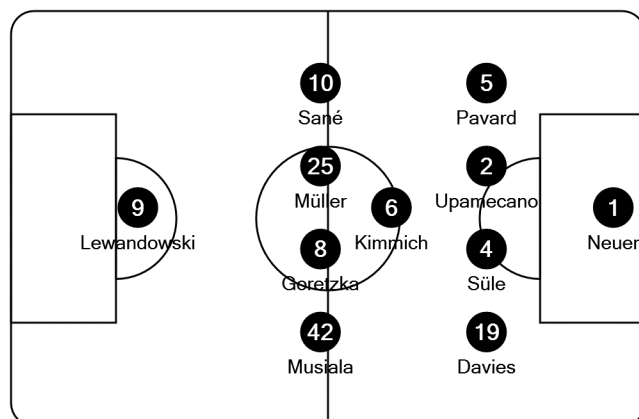 10
Sané
5
Pavard
25
Müller
2
Upamecano
9
Lewandowski
6
Kimmich
1
Neuer
8
Goretzka
4
Süle
42
Musiala
19
Davies